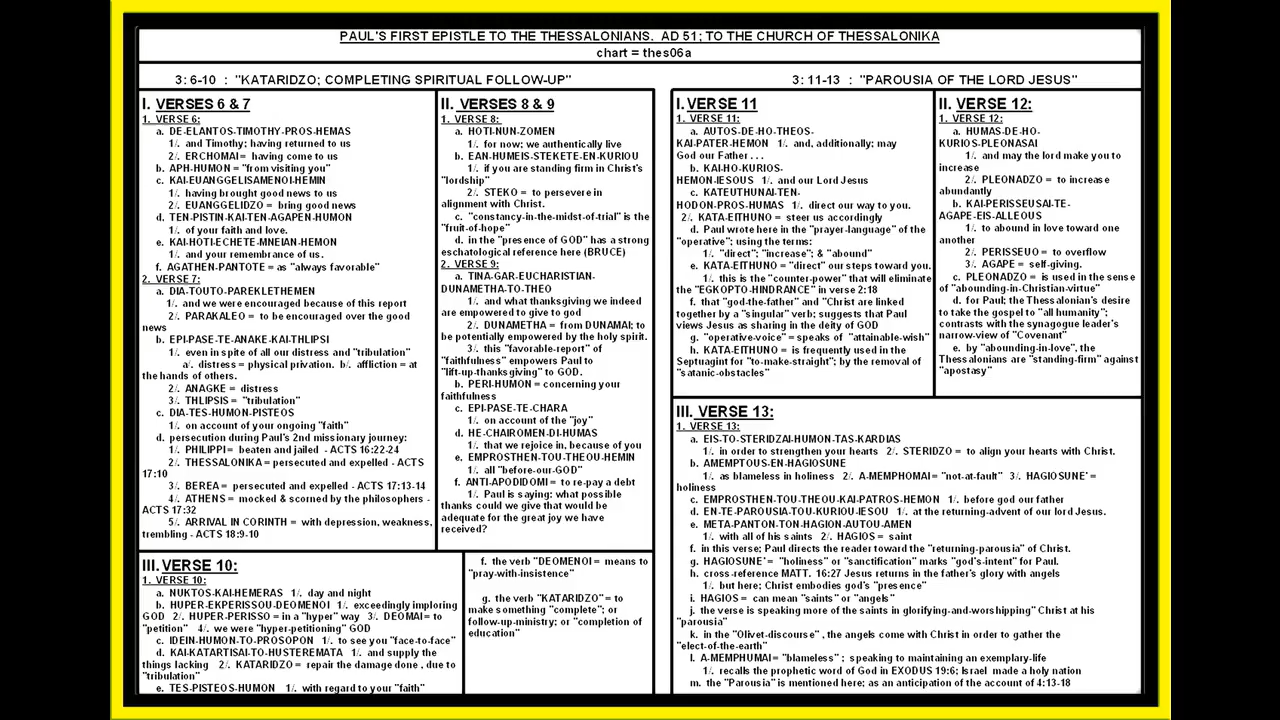 PAUL'S FIRST EPISTLE TO THE THESSALONIANS. AD 51; TO THE CHURCH OF THESSALONIKA
chart = thes06a
3: 6-10 : "KATARIDZO; COMPLETING SPIRITUAL FOLLOW-UP"
I. VERSES 6 & 7
1. VERSE 6:
a. DE-ELANTOS-TIMOTHY-PROS-HEMAS
1/. and Timothy; having returned to us
2/. ERCHOMAI = having come to us
b. APH-HUMON = "from visiting you"
c. KAI-EUANGGELISAMENOI-HEMIN
1/. having brought good news to us
2/. EUANGGELIDZO = bring good news
d. TEN-PISTIN-KAI-TEN-AGAPEN-HUMON
1/. of your faith and love.
e. KAI-HOTI-ECHETE-MNEIAN-HEMON
1/. and your remembrance of us.
f. AGATHEN-PANTOTE = as "always favorable"
2. VERSE 7:
a. DIA-TOUTO-PAREKLETHEMEN
1/. and we were encouraged because of this report
2/. PARAKALEO = to be encouraged over the good
news
b. EPI-PASE-TE-ANAKE-KAI-THLIPSI
1/. even in spite of all our distress and "tribulation"
a/. distress = physical privation. b/. affliction = at
the hands of others.
2/. ANAGKE = distress
3/. THLIPSIS = "tribulation"
c. DIA-TES-HUMON-PISTEOS
1/. on account of your ongoing "faith"
d. persecution during Paul's 2nd missionary journey:
1/. PHILIPPI = beaten and jailed - ACTS 16:22-24
2/. THESSALONIKA = persecuted and expelled - ACTS
17:10
3/. BEREA = persecuted and expelled - ACTS 17:13-14
4/. ATHENS = mocked & scorned by the philosophers -
ACTS 17:32
5/. ARRIVAL IN CORINTH = with depression, weakness,
trembling - ACTS 18:9-10
II. VERSES 8 & 9
1. VERSE 8:
a. HOTI-NUN-ZOMEN
1/. for now; we authentically live
b. EAN-HUMEIS-STEKETE-EN-KURIOU
1/. if you are standing firm in Christ's
"lordship"
2/. STEKO = to persevere in
alignment with Christ.
c. "constancy-in-the-midst-of-trial" is the
"fruit-of-hope"
d. in the "presence of GOD" has a strong
eschatological reference here (BRUCE)
2. VERSE 9:
a. TINA-GAR-EUCHARISTIAN-
DUNAMETHA-TO-THEO
1/. and what thanksgiving we indeed
are empowered to give to god
2/. DUNAMETHA = from DUNAMAI; to
be potentially empowered by the holy spirit.
3/. this "favorable-report" of
"faithfulness" empowers Paul to
"lift-up-thanksgiving" to GOD.
b. PERI-HUMON = concerning your
faithfulness
c. EPI-PASE-TE-CHARA
1/. on account of the "joy"
d. HE-CHAIROMEN-DI-HUMAS
1/. that we rejoice in, because of you
e. EMPROSTHEN-TOU-THEOU-HEMIN
1/. all "before-our-GOD"
f. ANTI-APODIDOMI = to re-pay a debt
1/. Paul is saying; what possible
thanks could we give that would be
adequate for the great joy we have
received?
III. VERSE 10:
1. VERSE 10:
a. NUKTOS-KAI-HEMERAS 1/. day and night
b. HUPER-EKPERISSOU-DEOMENOI 1/. exceedingly imploring
GOD 2/. HUPER-PERISSO = in a "hyper" way 3/. DEOMAI = to
"petition" 4/. we were "hyper-petitioning" GOD
c. IDEIN-HUMON-TO-PROSOPON 1/. to see you "face-to-face"
d. KAI-KATARTISAI-TO-HUSTEREMATA 1/. and supply the
things lacking 2/. KATARIDZO = repair the damage done , due to
"tribulation"
e. TES-PISTEOS-HUMON 1/. with regard to your "faith"
f. the verb "DEOMENOI = means to
"pray-with-insistence"
g. the verb "KATARIDZO" = to
make something "complete"; or
follow-up-ministry; or "completion of
education"
3: 11-13 : "PAROUSIA OF THE LORD JESUS"
I. VERSE 11
1. VERSE 11:
a. AUTOS-DE-HO-THEOS-
KAI-PATER-HEMON 1/. and, additionally; may
God our Father . . .
b. KAI-HO-KURIOS-
HEMON-IESOUS 1/. and our Lord Jesus
c. KATEUTHUNAI-TEN-
HODON-PROS-HUMAS 1/. direct our way to you.
2/. KATA-EITHUNO = steer us accordingly
d. Paul wrote here in the "prayer-language" of the
"operative"; using the terms:
1/. "direct"; "increase"; & "abound"
e. KATA-EITHUNO = "direct" our steps toward you.
1/. this is the "counter-power" that will eliminate
the "EGKOPTO-HINDRANCE" in verse 2:18
f. that "god-the-father" and "Christ are linked
together by a "singular" verb; suggests that Paul
views Jesus as sharing in the deity of GOD
g. "operative-voice" = speaks of "attainable-wish"
h. KATA-EITHUNO = is frequently used in the
Septuagint for "to-make-straight"; by the removal of
"satanic-obstacles"
II. VERSE 12:
1. VERSE 12:
a. HUMAS-DE-HO-
KURIOS-PLEONASAI
1/. and may the lord make you to
increase
2/. PLEONADZO = to increase
abundantly
b. KAI-PERISSEUSAI-TE-
AGAPE-EIS-ALLEOUS
1/. to abound in love toward one
another
2/. PERISSEUO = to overflow
3/. AGAPE = self-giving.
c. PLEONADZO = is used in the sense
of "abounding-in-Christian-virtue"
d. for Paul; the Thessalonian's desire
to take the gospel to "all humanity";
contrasts with the synagogue leader's
narrow-view of "Covenant"
e. by "abounding-in-love", the
Thessalonians are "standing-firm" against
"apostasy"
III. VERSE 13:
1. VERSE 13:
a. EIS-TO-STERIDZAI-HUMON-TAS-KARDIAS
1/. in order to strengthen your hearts 2/. STERIDZO = to align your hearts with Christ.
b. AMEMPTOUS-EN-HAGIOSUNE
1/. as blameless in holiness 2/. A-MEMPHOMAI = "not-at-fault" 3/. HAGIOSUNE' =
holiness
c. EMPROSTHEN-TOU-THEOU-KAI-PATROS-HEMON 1/. before god our father
d. EN-TE-PAROUSIA-TOU-KURIOU-IESOU 1/. at the returning-advent of our lord Jesus.
e. META-PANTON-TON-HAGION-AUTOU-AMEN
1/. with all of his saints 2/. HAGIOS = saint
f. in this verse; Paul directs the reader toward the "returning-parousia" of Christ.
g. HAGIOSUNE' = "holiness" or "sanctification" marks "god's-intent" for Paul.
h. cross-reference MATT. 16:27 Jesus returns in the father's glory with angels
1/. but here; Christ embodies god's "presence"
i. HAGIOS = can mean "saints" or "angels"
j. the verse is speaking more of the saints in glorifying-and-worshipping" Christ at his
"parousia"
k. in the "Olivet-discourse" , the angels come with Christ in order to gather the
"elect-of-the-earth"
l. A-MEMPHUMAI = "blameless" ; speaking to maintaining an exemplary-life
1/. recalls the prophetic word of God in EXODUS 19:6; Israel made a holy nation
m. the "Parousia" is mentioned here; as an anticipation of the account of 4:13-18